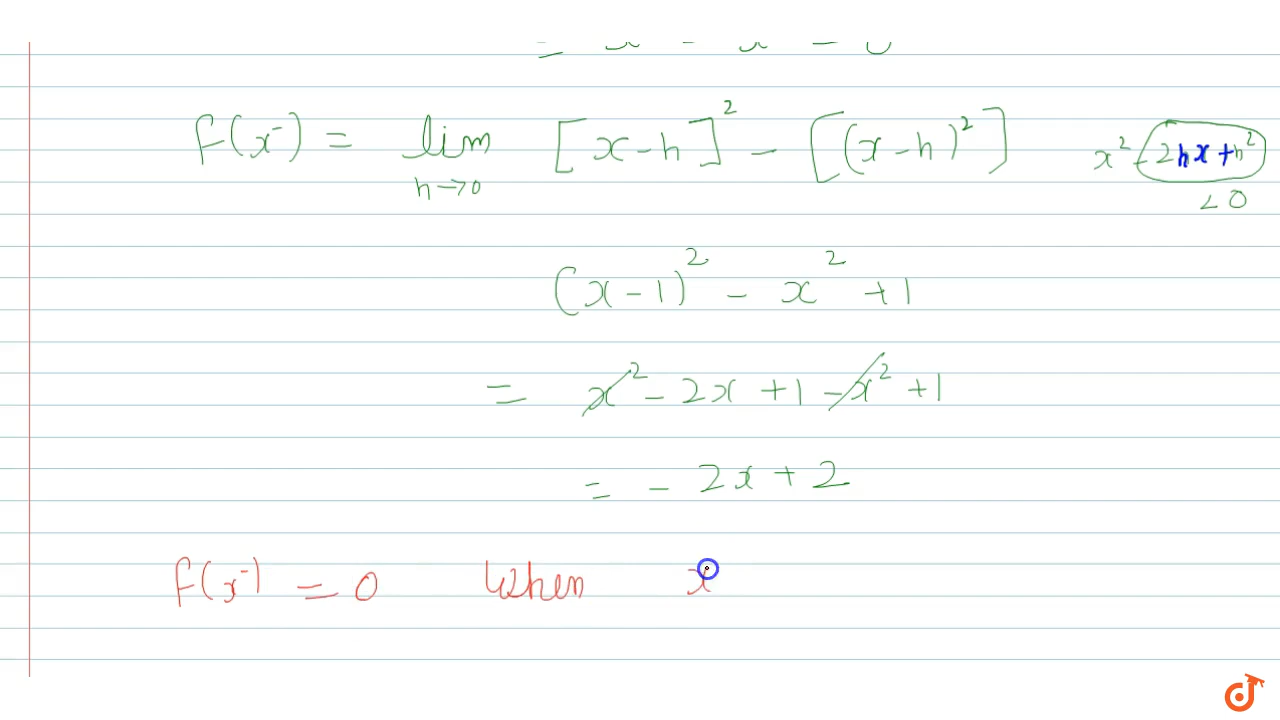 f(x⁻) = lim h→0 [x-h]² - [(x-h)²] x² - 2hx + h²
< 0
(x-1)² - x² + 1
= x² - 2x + 1 - x² + 1
= - 2x + 2
f(x⁻) = 0 When x